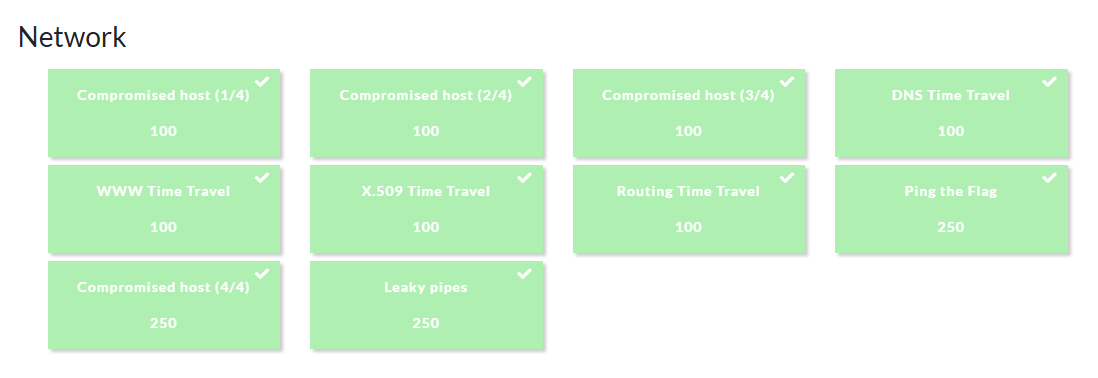 Network
Compromised host (1/4)
100
Compromised host (2/4)
100
Compromised host (3/4)
100
DNS Time Travel
100
WWW Time Travel
100
X.509 Time Travel
100
Routing Time Travel
100
Ping the Flag
250
Compromised host (4/4)
250
Leaky pipes
250